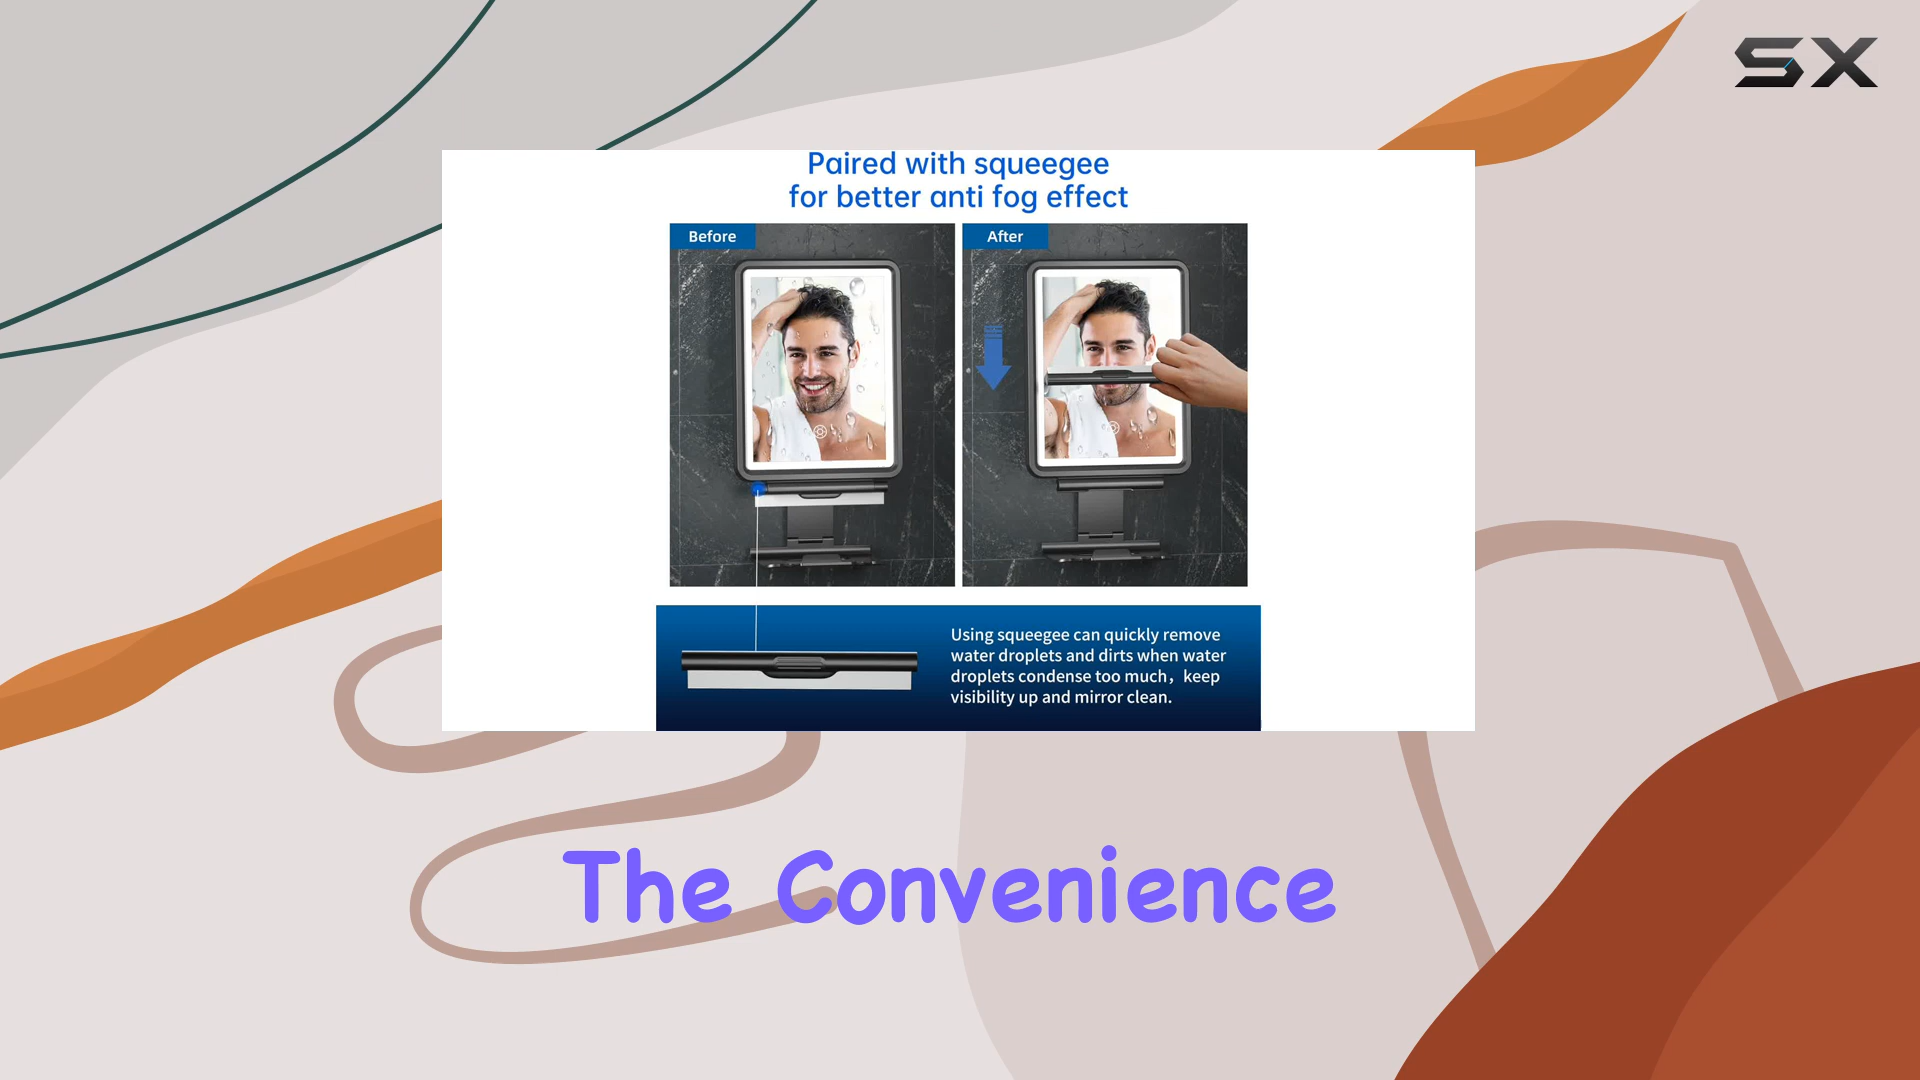 SX
Paired with squeegee
for better anti fog effect
Before
After
Using squeegee can quickly remove
water droplets and dirts when water
droplets condense too much，keep
visibility up and mirror clean.
The Convenience